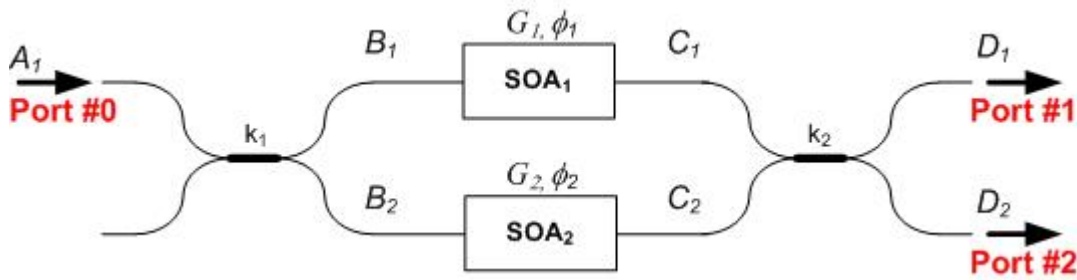 G₁, ϕ₁
G₂, ϕ₂
A₁
Port #0
k₁
B₁
B₂
SOA₁
SOA₂
C₁
C₂
k₂
D₁
Port #1
D₂
Port #2